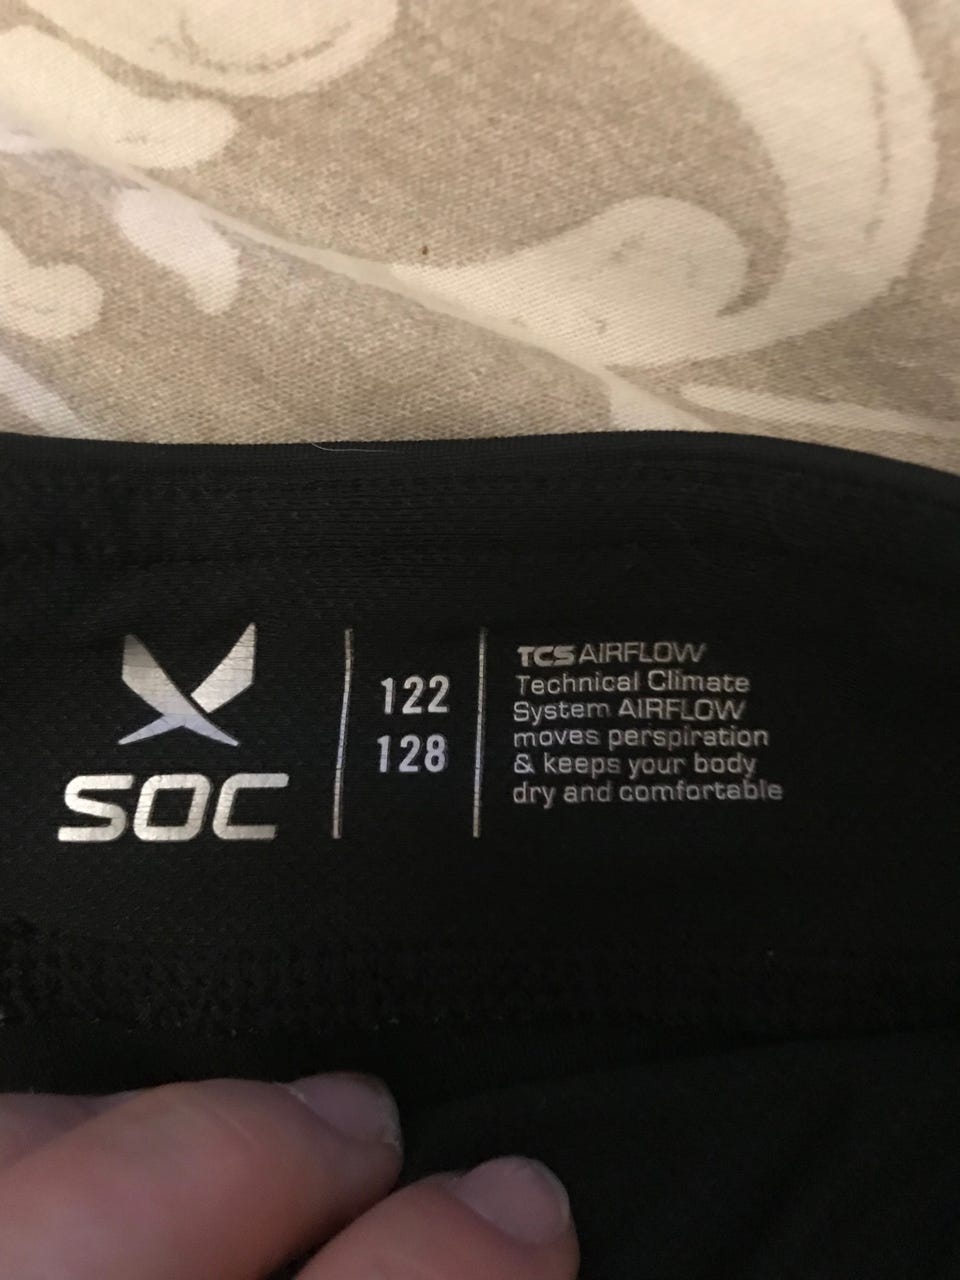 SOC
122
128
TCS AIRFLOW
Technical Climate
System AIRFLOW
moves perspiration
& keeps your body
dry and comfortable